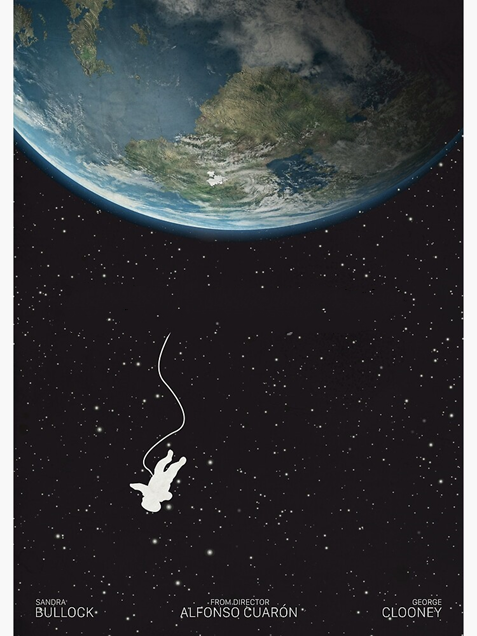 SANDRA
BULLOCK
FROM DIRECTOR
ALFONSO CUARÓN
GEORGE
CLOONEY